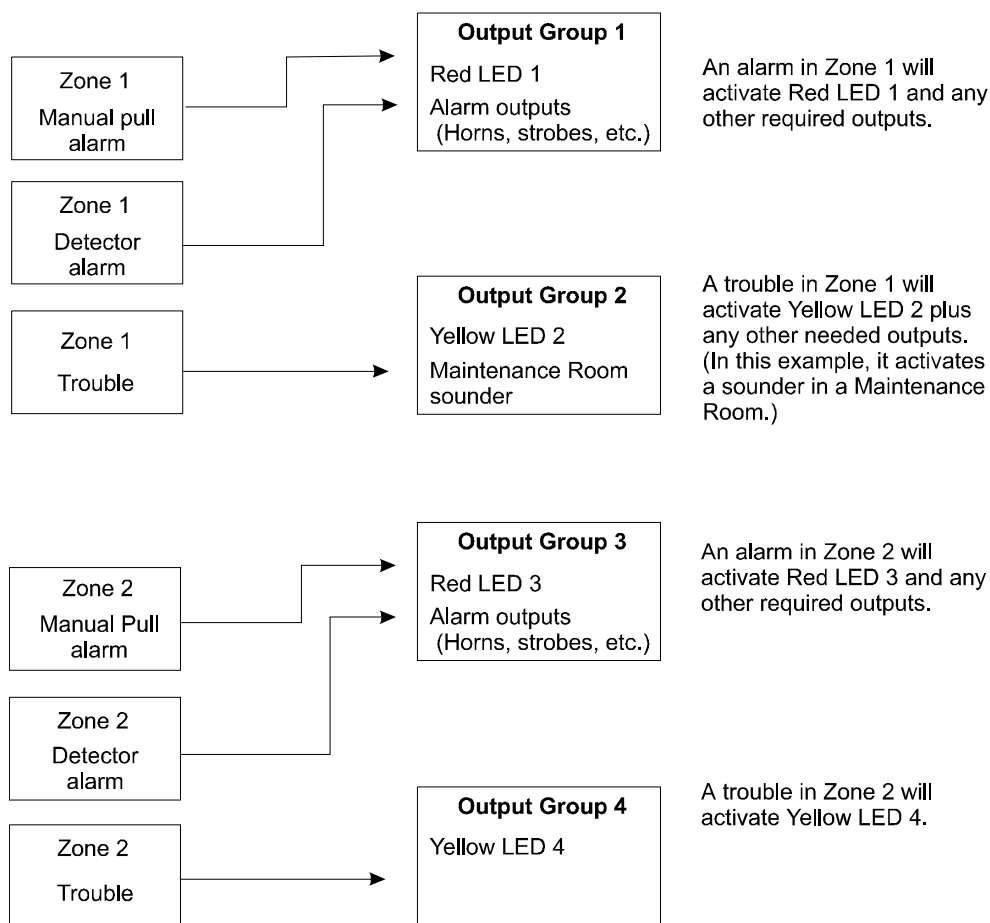 Zone 1
Manual pull
alarm
Output Group 1
Red LED 1
Alarm outputs
(Horns, strobes, etc.)
An alarm in Zone 1 will
activate Red LED 1 and any
other required outputs.
Zone 1
Detector
alarm
Zone 1
Trouble
Output Group 2
Yellow LED 2
Maintenance Room
sounder
A trouble in Zone 1 will
activate Yellow LED 2 plus
any other needed outputs.
(In this example, it activates
a sounder in a Maintenance
Room.)
Zone 2
Manual Pull
alarm
Output Group 3
Red LED 3
Alarm outputs
(Horns, strobes, etc.)
An alarm in Zone 2 will
activate Red LED 3 and any
other required outputs.
Zone 2
Detector
alarm
Zone 2
Trouble
Output Group 4
Yellow LED 4
A trouble in Zone 2 will
activate Yellow LED 4.